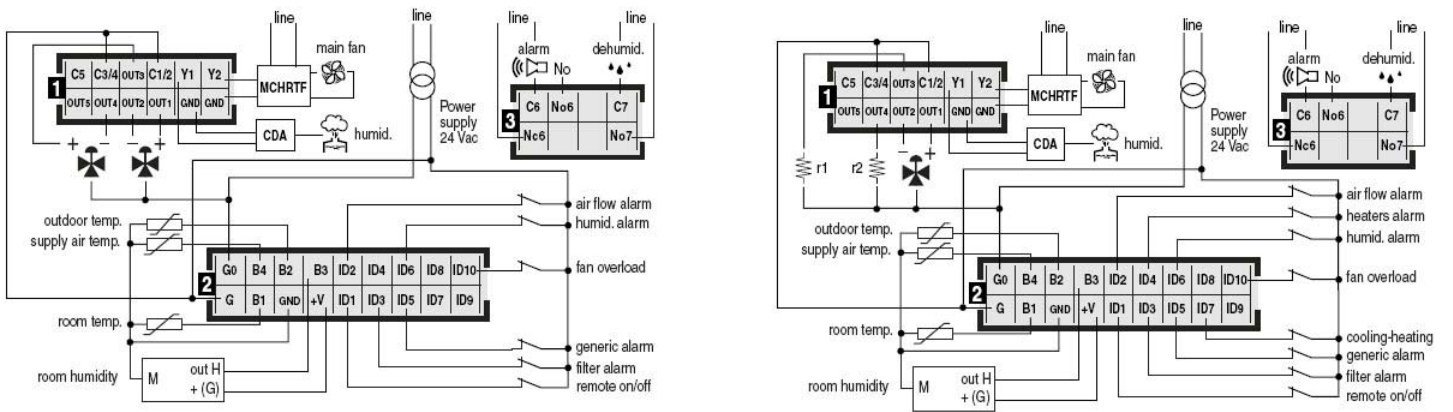 line line line line
alarm dehumid.
main fan
No
C5 C3/4 OUT3 C1/2 Y1 Y2
MCHRTF
1
OUT5 OUT4 OUT2 OUT1 GND GND
C6 No6 C7
3
Nc6 No7
Power
supply
24 Vac
CDA
humid.
+ - - +
outdoor temp.
supply air temp.
air flow alarm
humid. alarm
G0 B4 B2 B3 ID2 ID4 ID6 ID8 ID10
fan overload
2
G B1 GND +V ID1 ID3 ID5 ID7 ID9
room temp.
generic alarm
filter alarm
remote on/off
room humidity
M
out H
+ (G)
line line line line
alarm dehumid.
main fan
No
C5 C3/4 OUT3 C1/2 Y1 Y2
MCHRTF
1
OUT5 OUT4 OUT2 OUT1 GND GND
C6 No6 C7
3
Nc6 No7
Power
supply
24 Vac
CDA
humid.
- +
r1 r2
outdoor temp.
supply air temp.
air flow alarm
heaters alarm
humid. alarm
G0 B4 B2 B3 ID2 ID4 ID6 ID8 ID10
fan overload
2
G B1 GND +V ID1 ID3 ID5 ID7 ID9
room temp.
cooling-heating
generic alarm
filter alarm
remote on/off
room humidity
M
out H
+ (G)